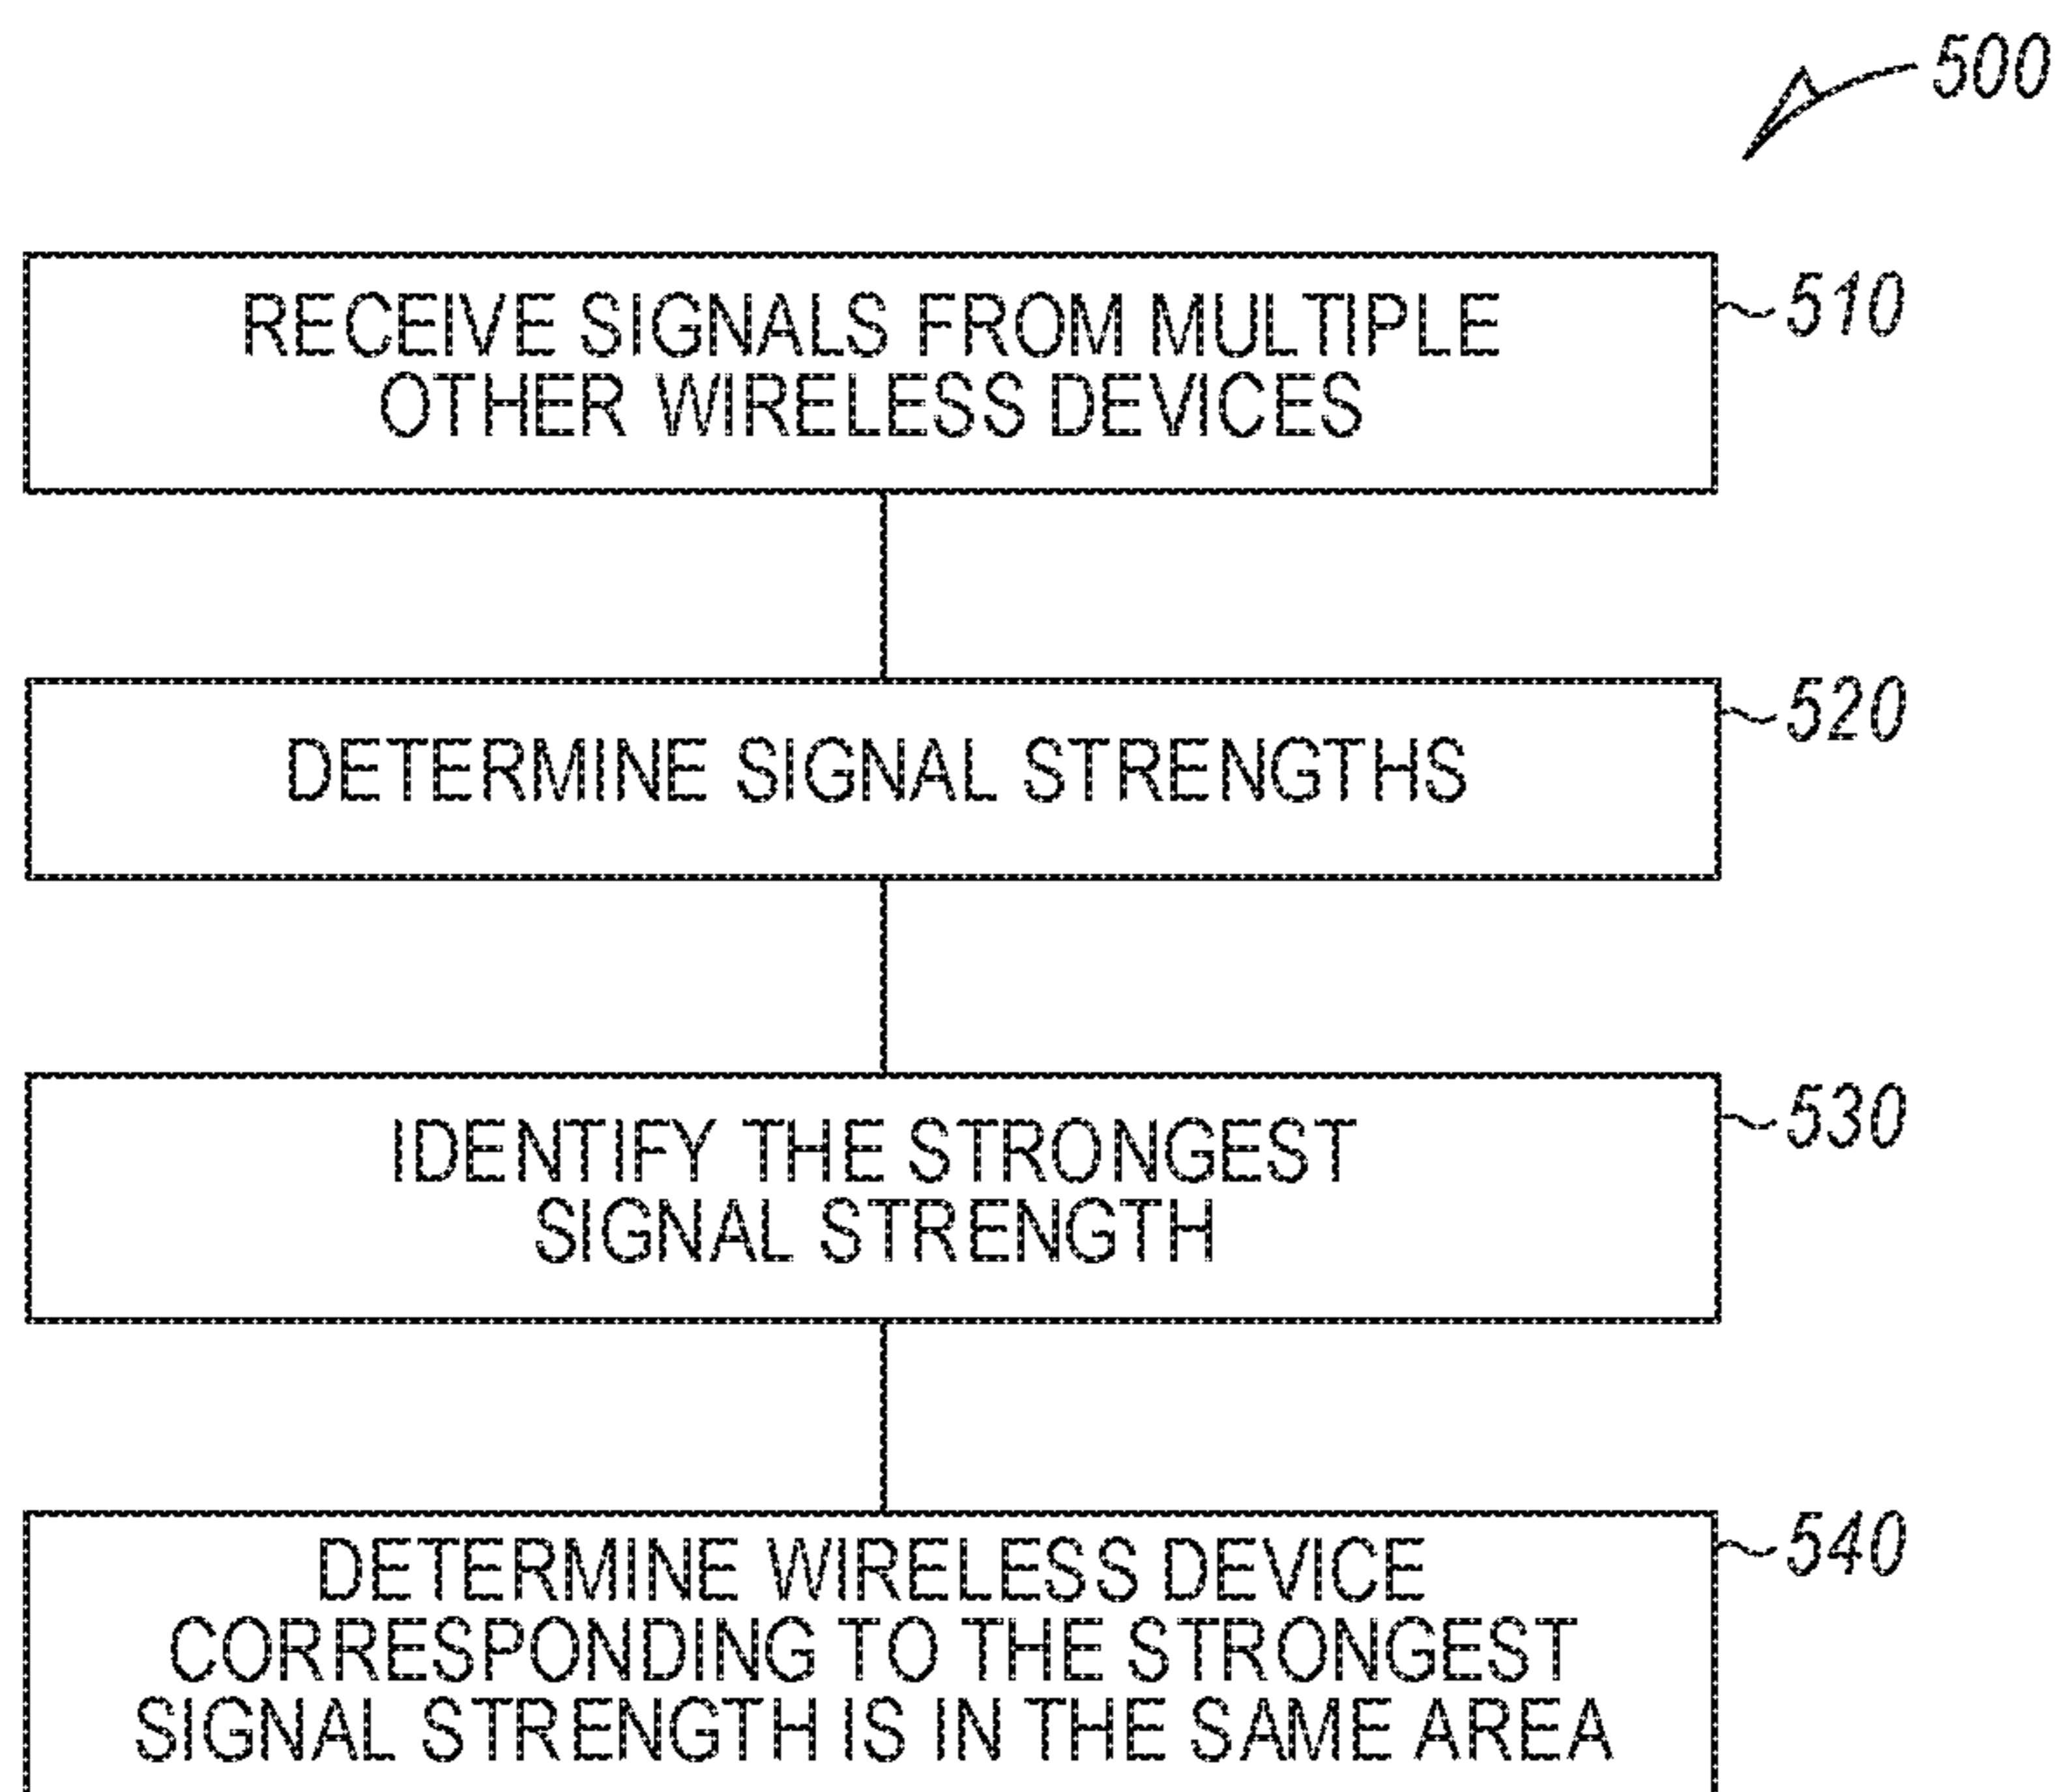 500
RECEIVE SIGNALS FROM MULTIPLE
OTHER WIRELESS DEVICES
510
DETERMINE SIGNAL STRENGTHS
520
IDENTIFY THE STRONGEST
SIGNAL STRENGTH
530
DETERMINE WIRELESS DEVICE
CORRESPONDING TO THE STRONGEST
SIGNAL STRENGTH IS IN THE SAME AREA
540